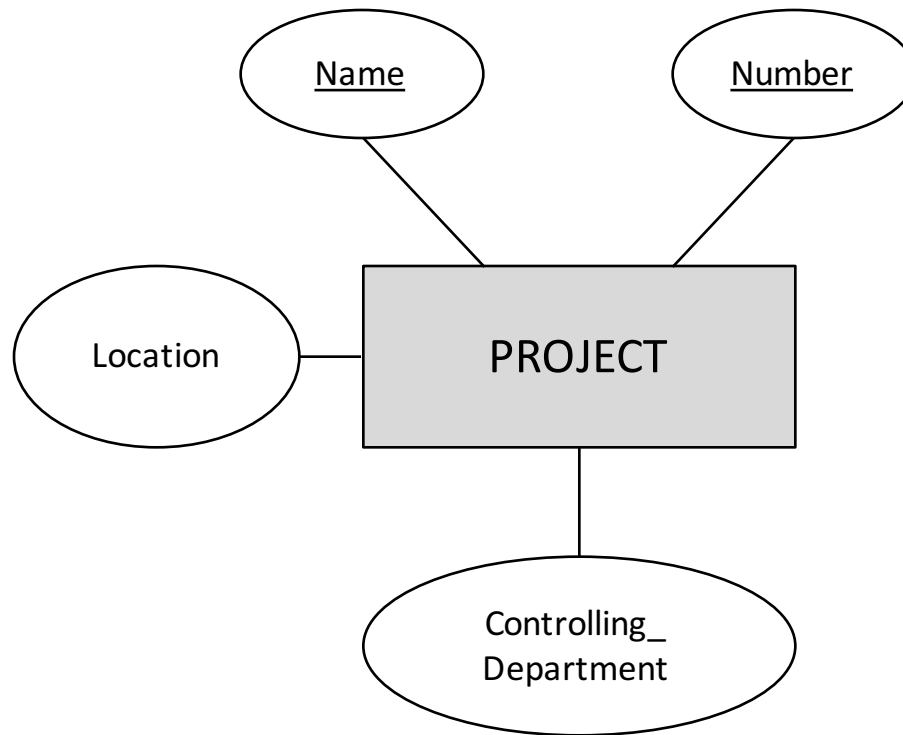 Name
Number
Location
PROJECT
Controlling_
Department